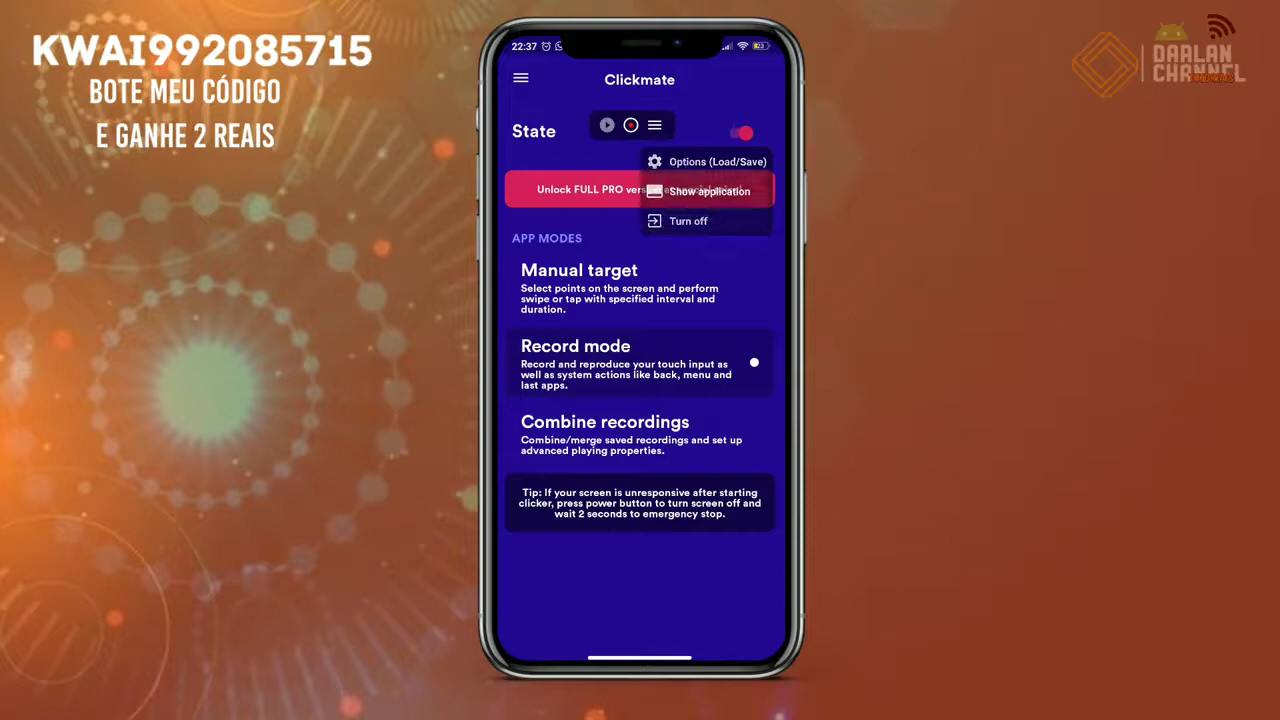 KWAI992085715
BOTE MEU CÓDIGO
E GANHE 2 REAIS
DARLAN
CHANNEL
22:37
23
Clickmate
State
Options (Load/Save)
Unlock FULL PRO
Show application
Turn off
APP MODES
Manual target
Select points on the screen and perform
swipe or tap with specified interval and
duration.
Record mode
Record and reproduce your touch input as
well as system actions like back, menu and
last apps.
Combine recordings
Combine/merge saved recordings and set up
advanced playing properties.
Tip: If your screen is unresponsive after starting
clicker, press power button to turn screen off and
wait 2 seconds to emergency stop.